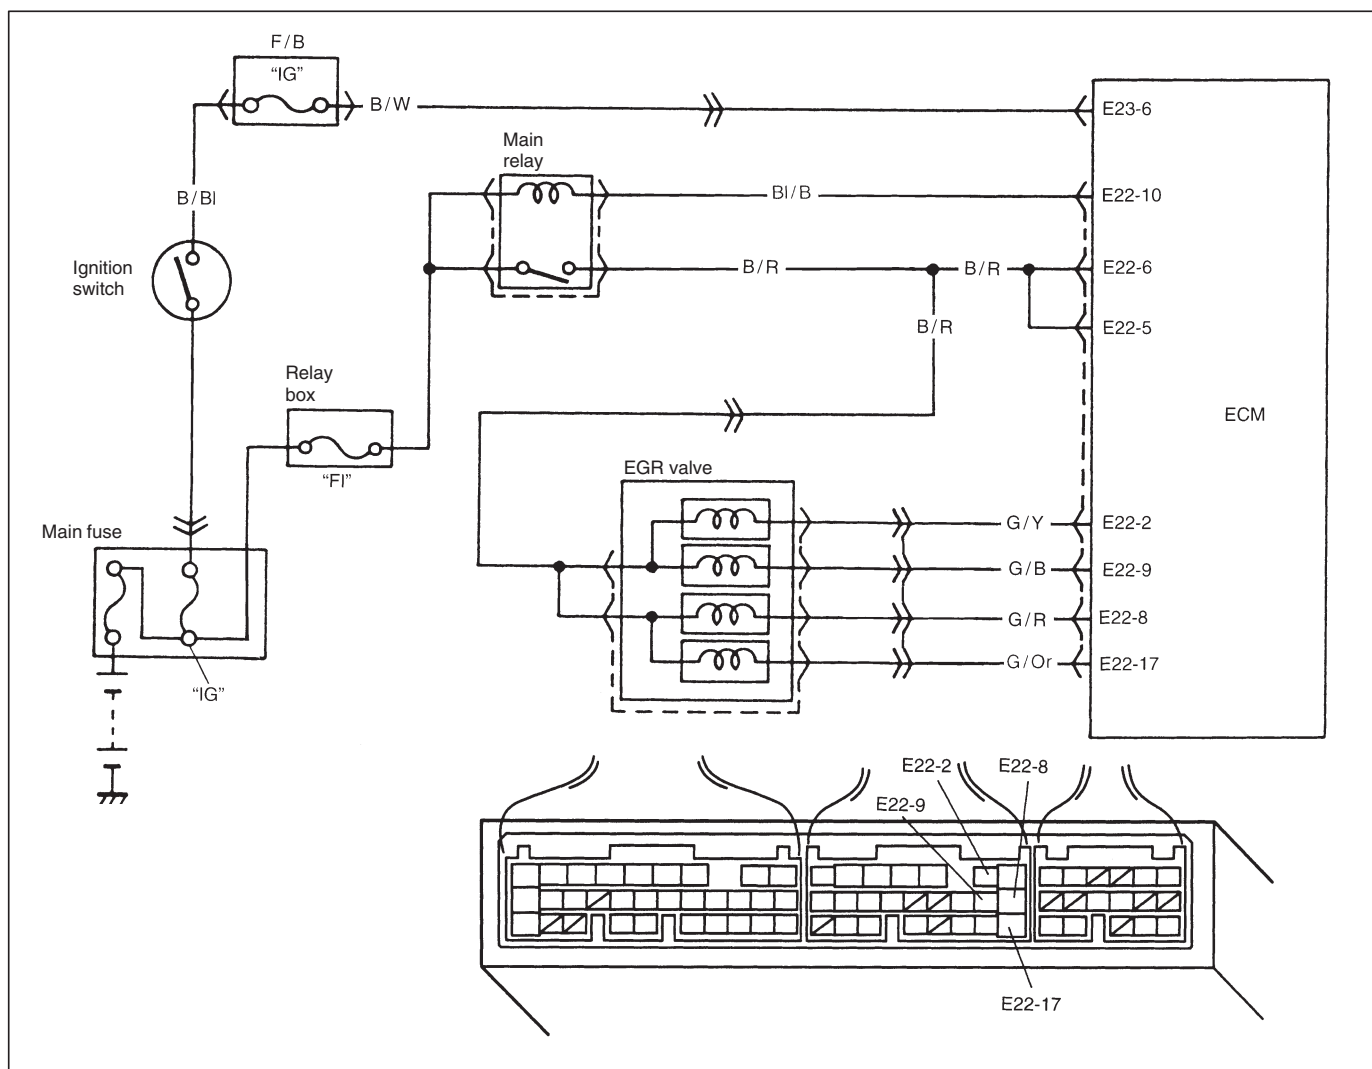 F/B
“IG”
B/W
E23-6
Main
relay
B/Bl
Bl/B
E22-10
Ignition
switch
B/R
B/R
E22-6
B/R
E22-5
Relay
box
ECM
“FI”
EGR valve
Main fuse
G/Y
E22-2
G/B
E22-9
G/R
E22-8
G/Or
E22-17
“IG”
E22-2
E22-8
E22-9
E22-17